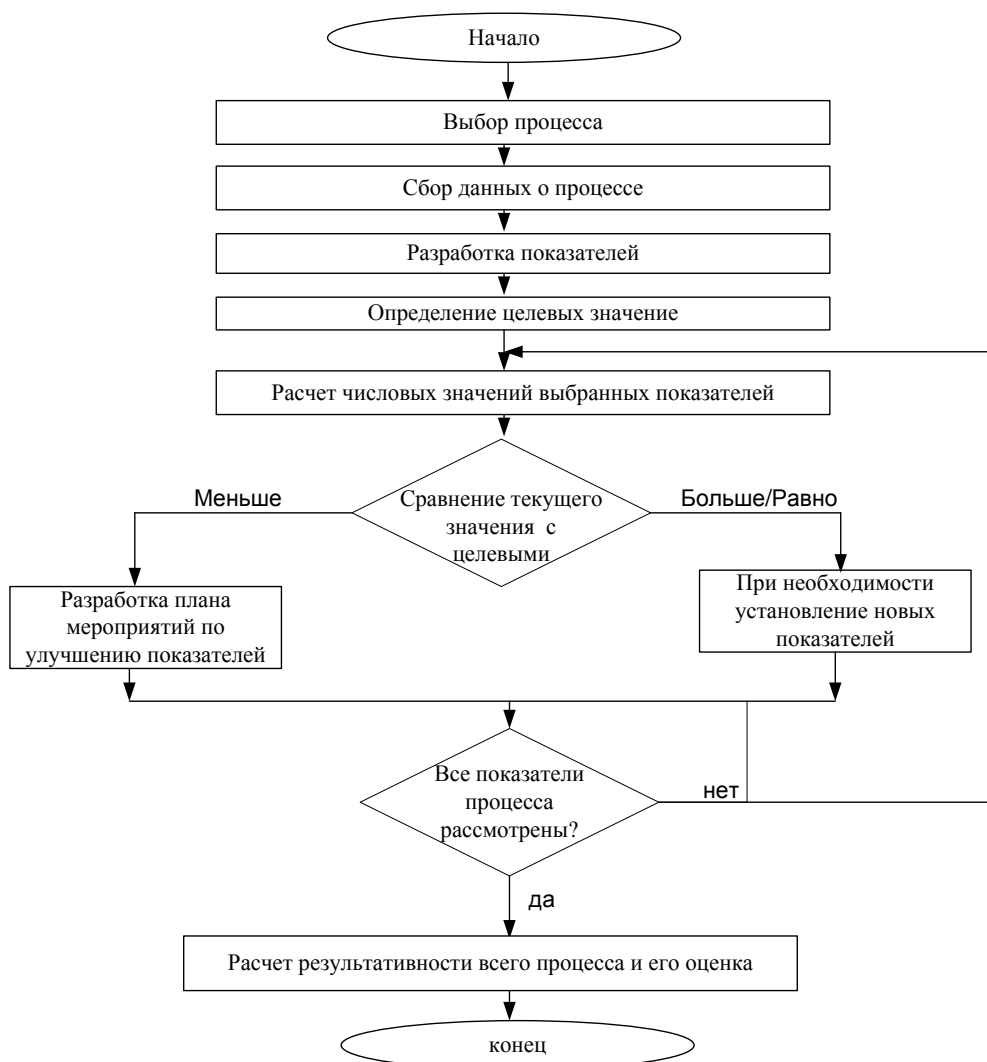 Начало
Выбор процесса
Сбор данных о процессе
Разработка показателей
Определение целевых значение
Расчет числовых значений выбранных показателей
Меньше
Сравнение текущего
значения с
целевыми
Больше/Равно
Разработка плана
мероприятий по
улучшению показателей
При необходимости
установление новых
показателей
Все показатели
процесса
рассмотрены?
нет
да
Расчет результативности всего процесса и его оценка
конец